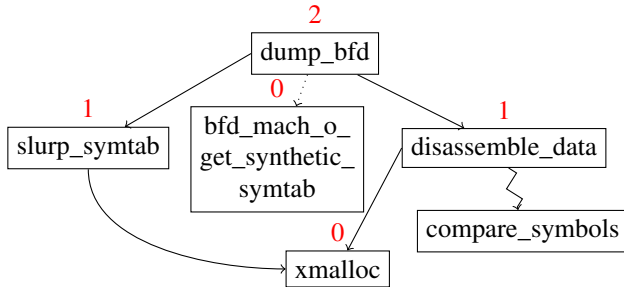 2
dump_bfd
0
1
1
bfd_mach_o_
get_synthetic_
symtab
slurp_symtab
disassemble_data
compare_symbols
0
xmalloc